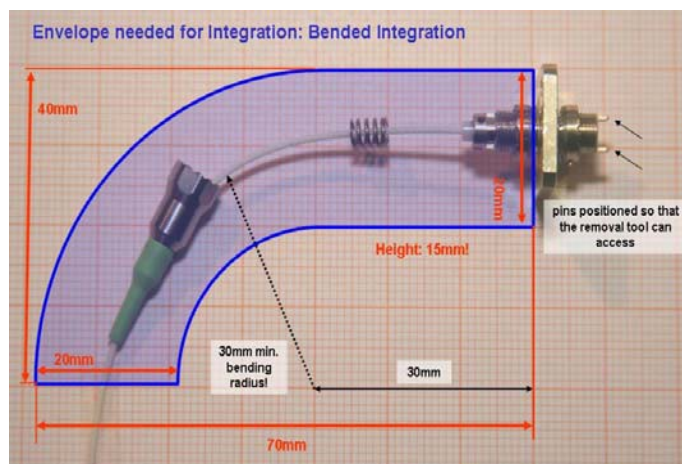 Envelope needed for Integration: Bended Integration
40mm
20mm
pins positioned so that
the removal tool can
access
Height: 15mm!
20mm
30mm min.
bending
radius!
30mm
70mm